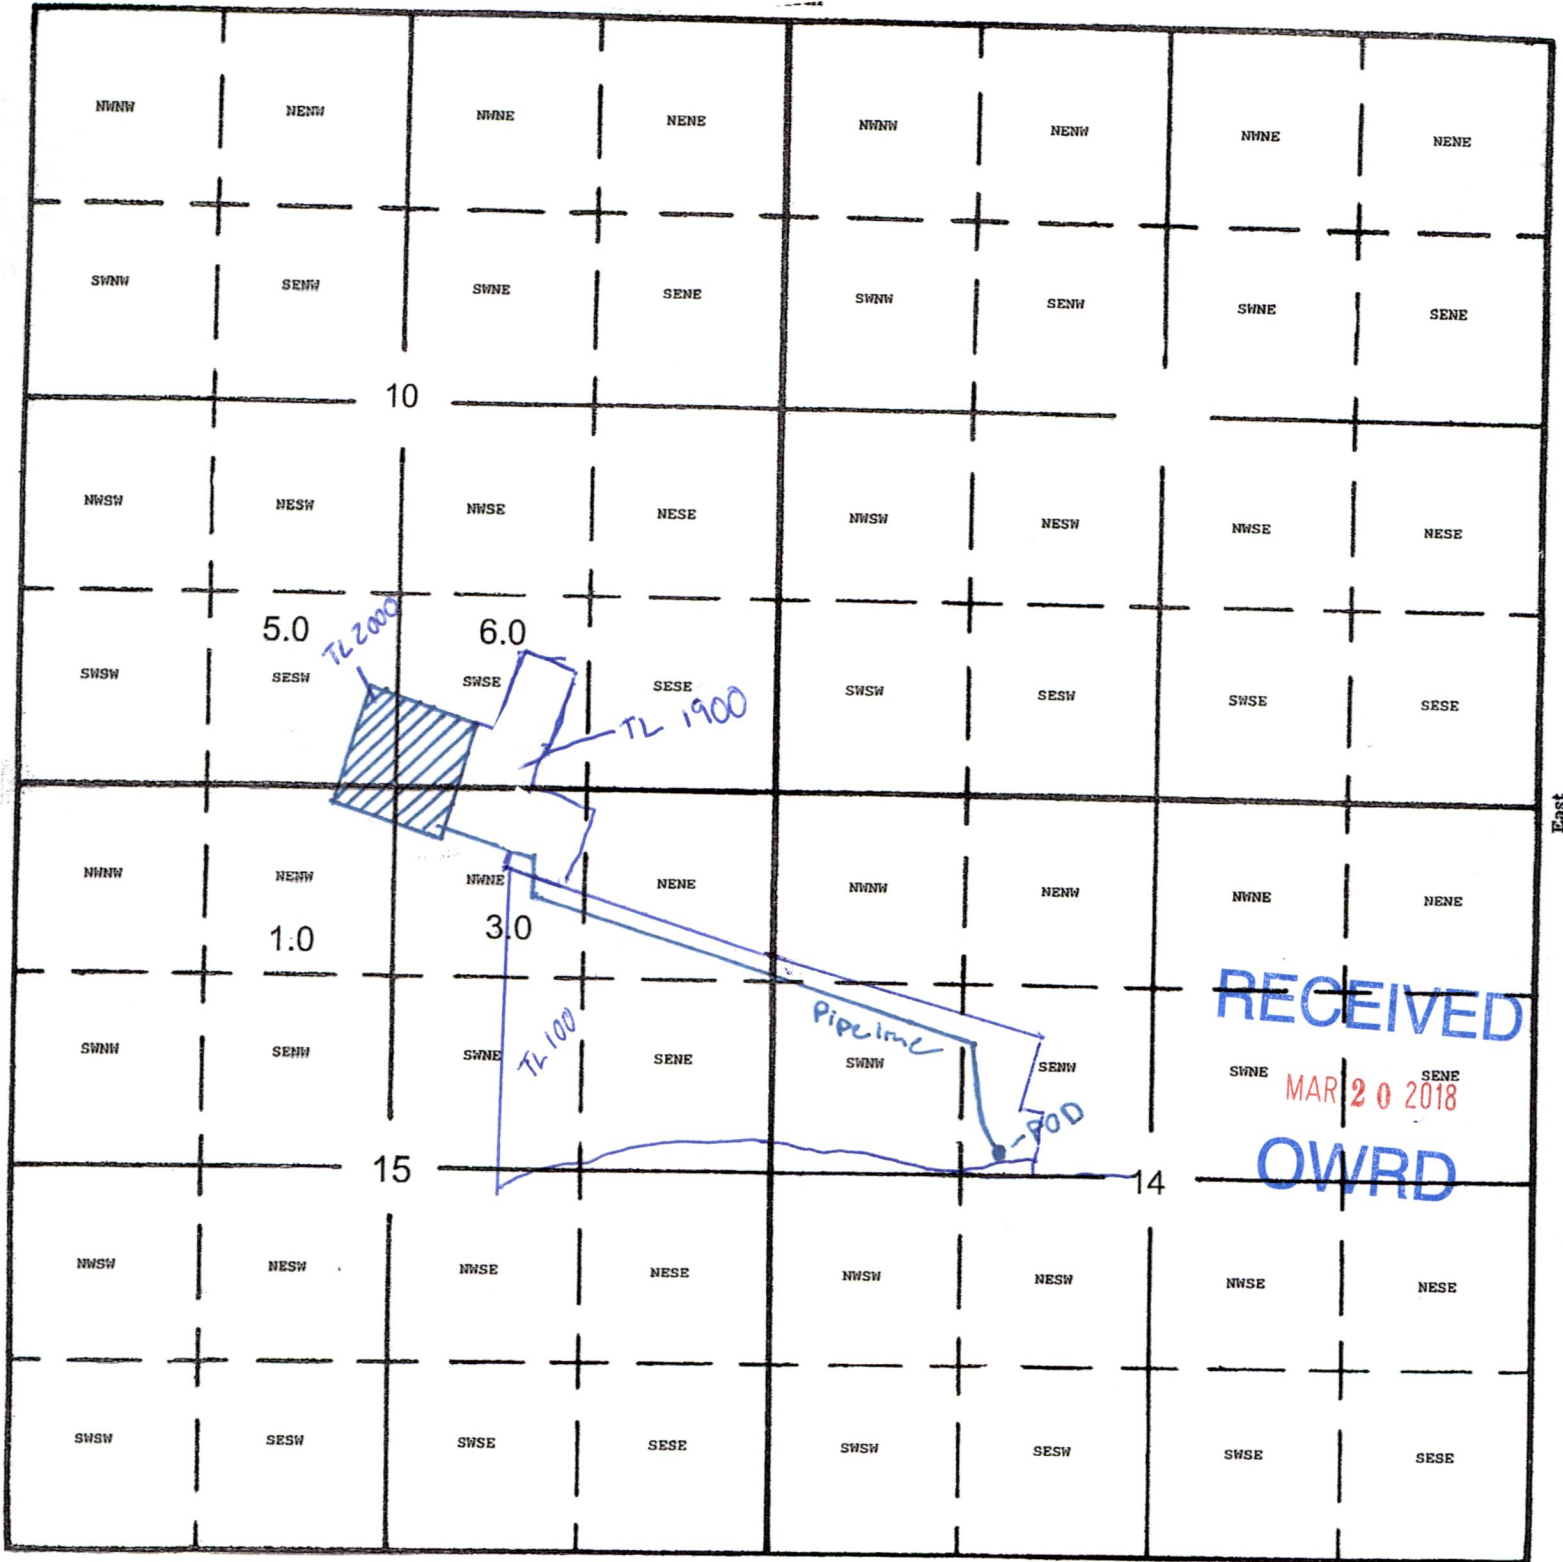 NWNW NENW NWNE NENE NWNW NENW NWNE NENE
SWNW SENW SWNE SENE SWNW SENW SWNE SENE
10
NWSW NESW NWSE NESE NWSW NESW NWSE NESE
5.0 TL 2000 6.0
SWSW SESW SWSE SESE SWSW SESW SWSE SESE
TL 1900
East
NWNW NENW NWNE NENE NWNW NENW NWNE NENE
1.0 3.0
RECEIVED
Pipeline
SWNW SENW SWNE TL 100 SENE SWNW SENW SWNE SENE
MAR 20 2018
POD
15 14 OWRD
NWSW NESW NWSE NESE NWSW NESW NWSE NESE
SWSW SESW SWSE SESE SWSW SESW SWSE SESE